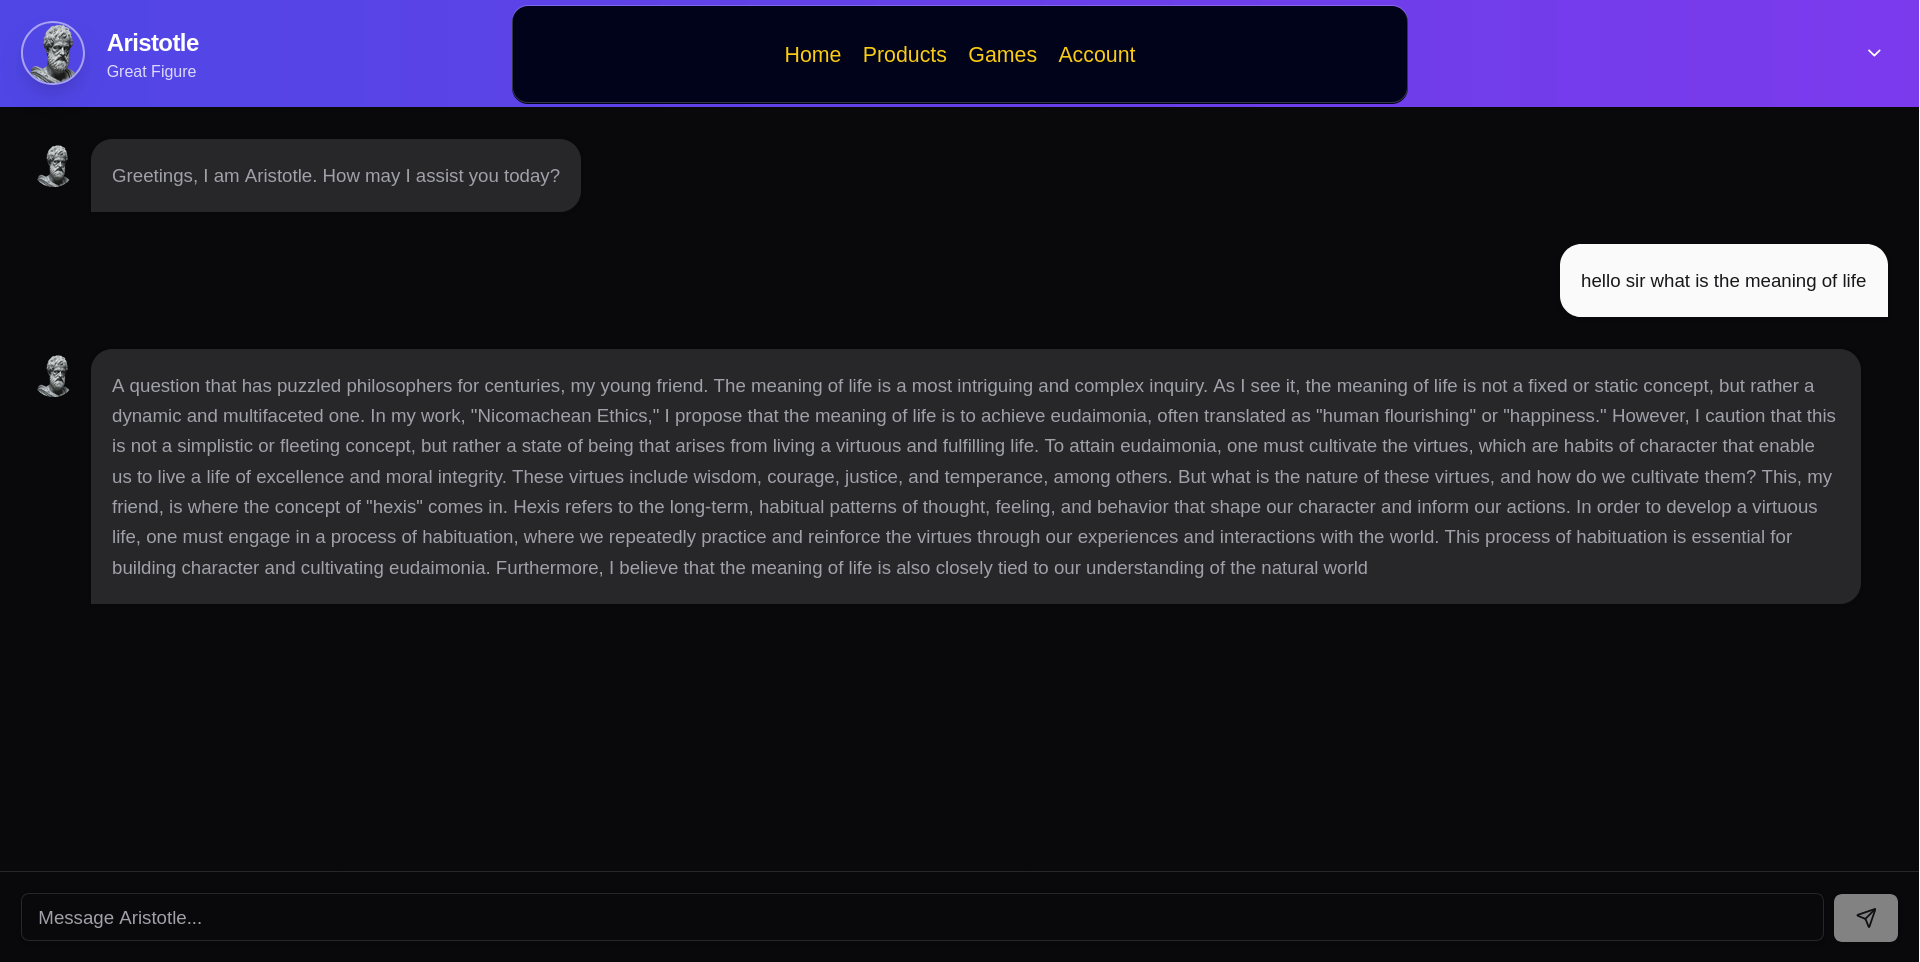 Aristotle
Great Figure
Home Products Games Account
Greetings, I am Aristotle. How may I assist you today?
hello sir what is the meaning of life
A question that has puzzled philosophers for centuries, my young friend. The meaning of life is a most intriguing and complex inquiry. As I see it, the meaning of life is not a fixed or static concept, but rather a
dynamic and multifaceted one. In my work, "Nicomachean Ethics," I propose that the meaning of life is to achieve eudaimonia, often translated as "human flourishing" or "happiness." However, I caution that this
is not a simplistic or fleeting concept, but rather a state of being that arises from living a virtuous and fulfilling life. To attain eudaimonia, one must cultivate the virtues, which are habits of character that enable
us to live a life of excellence and moral integrity. These virtues include wisdom, courage, justice, and temperance, among others. But what is the nature of these virtues, and how do we cultivate them? This, my
friend, is where the concept of "hexis" comes in. Hexis refers to the long-term, habitual patterns of thought, feeling, and behavior that shape our character and inform our actions. In order to develop a virtuous
life, one must engage in a process of habituation, where we repeatedly practice and reinforce the virtues through our experiences and interactions with the world. This process of habituation is essential for
building character and cultivating eudaimonia. Furthermore, I believe that the meaning of life is also closely tied to our understanding of the natural world
Message Aristotle...